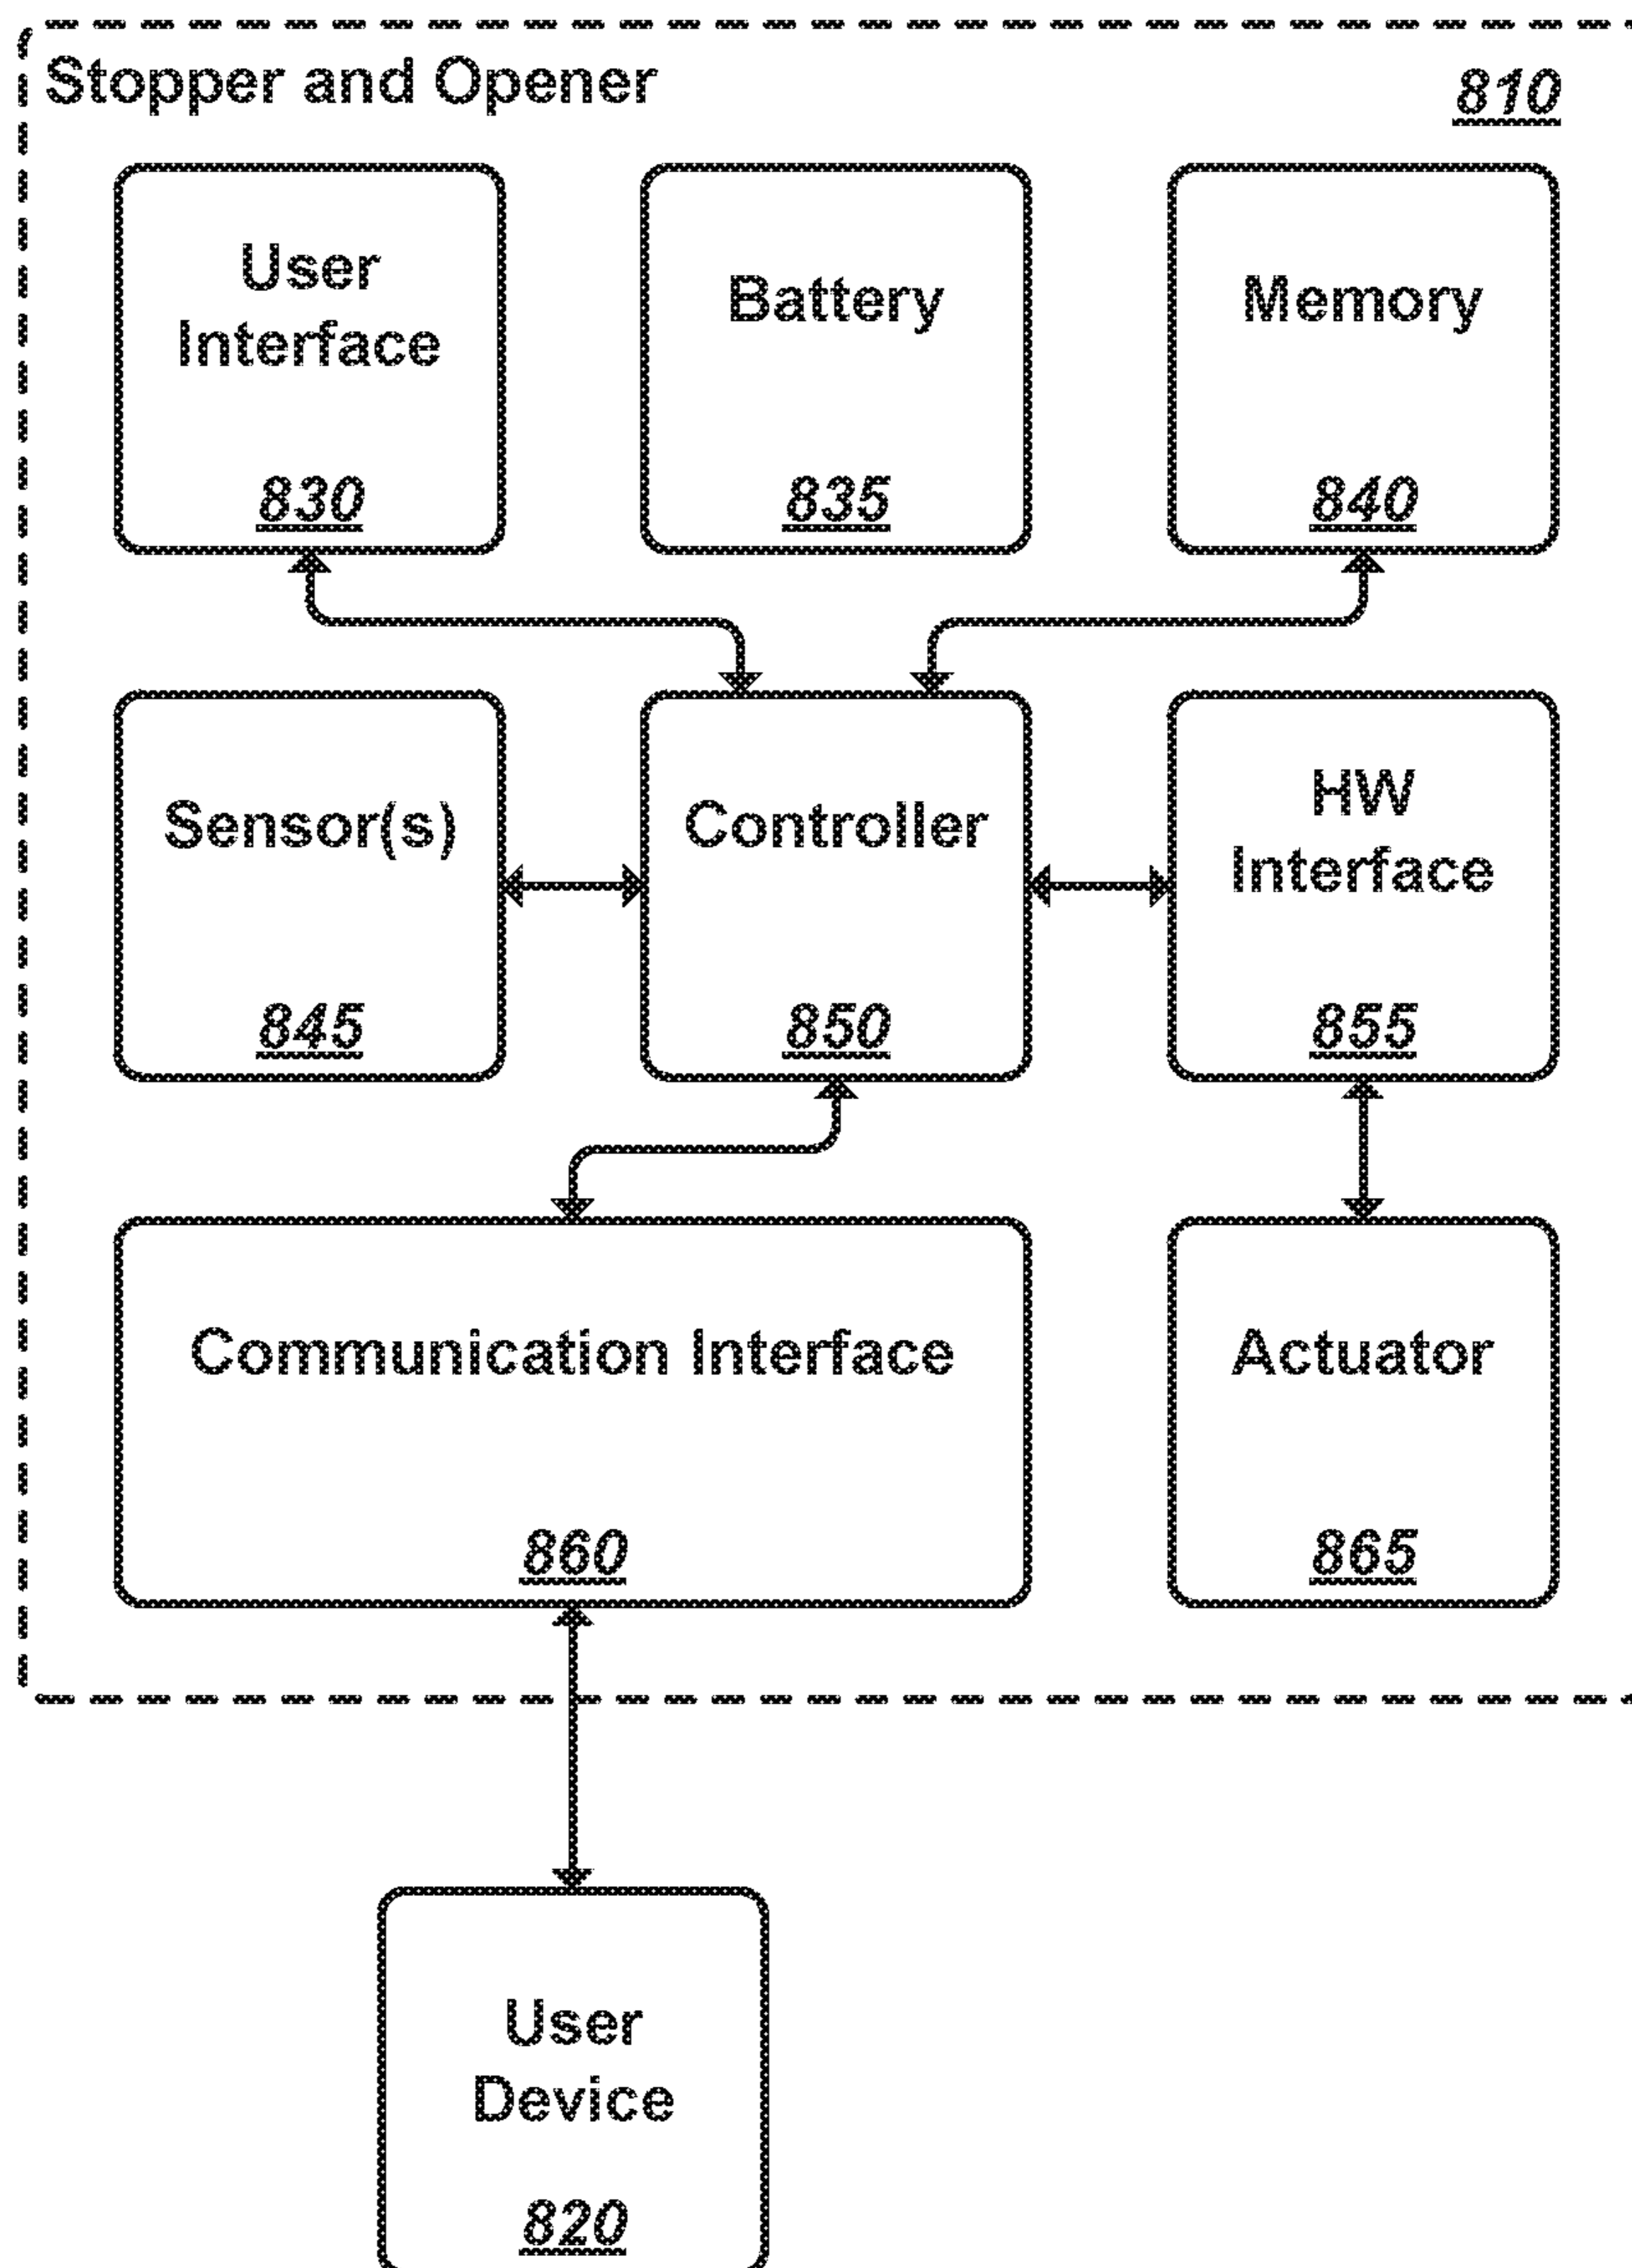 Stopper and Opener
810
User
Interface
830
Battery
835
Memory
840
Sensor(s)
845
Controller
850
HW
Interface
855
Communication Interface
860
Actuator
865
User
Device
820